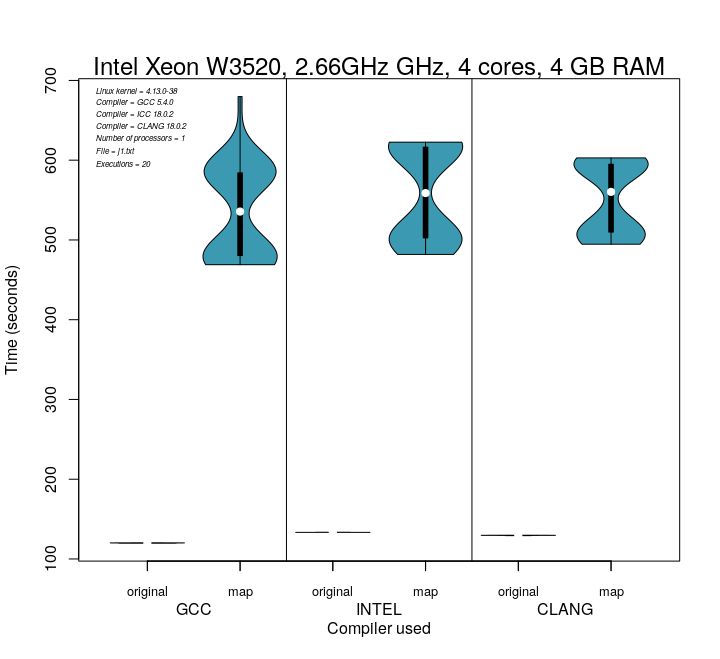 Intel Xeon W3520, 2.66GHz GHz, 4 cores, 4 GB RAM
Linux kernel = 4.13.0-38
Compiler = GCC 5.4.0
Compiler = ICC 18.0.2
Compiler = CLANG 18.0.2
Number of processors = 1
File = j1.txt
Executions = 20
Time (seconds)
700
600
500
400
300
200
100
original map original map original map
GCC INTEL CLANG
Compiler used